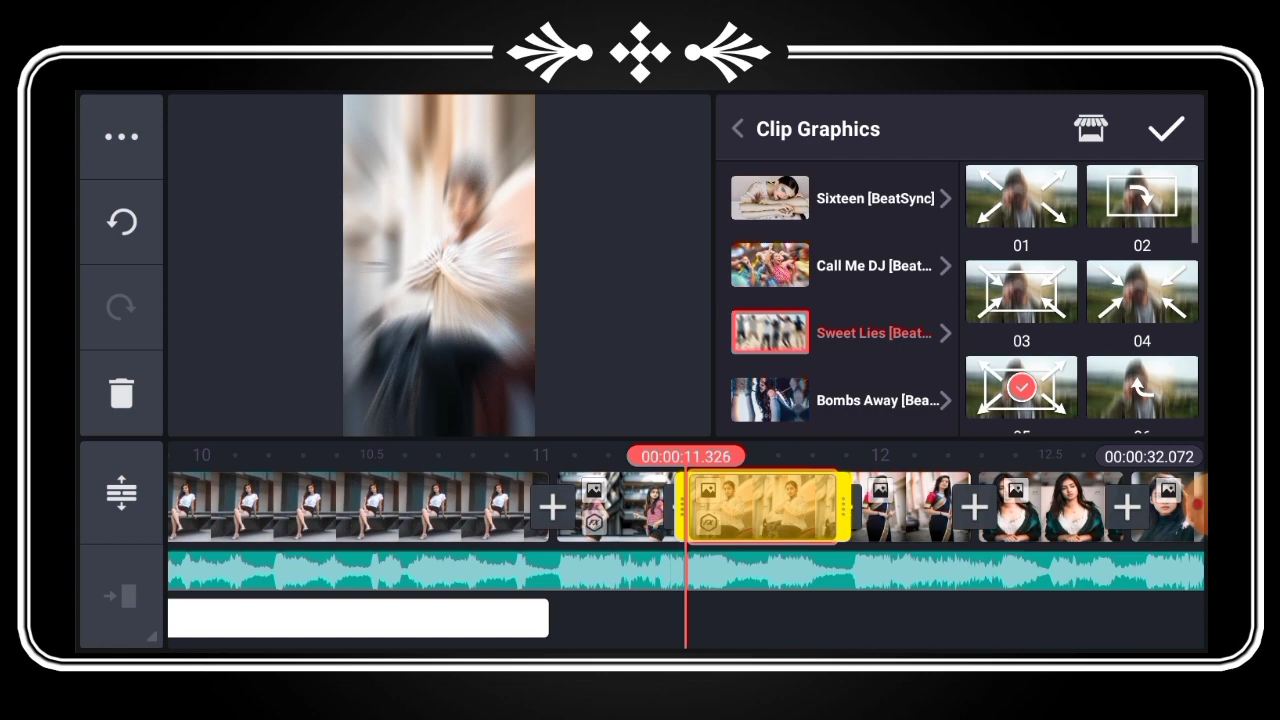 Clip Graphics
Sixteen [BeatSync]
Call Me DJ [Beat...
Sweet Lies [Beat...
Bombs Away [Bea...
01
02
03
04
10
10.5
11
00:00:11.326
12
12.5
00:00:32.072